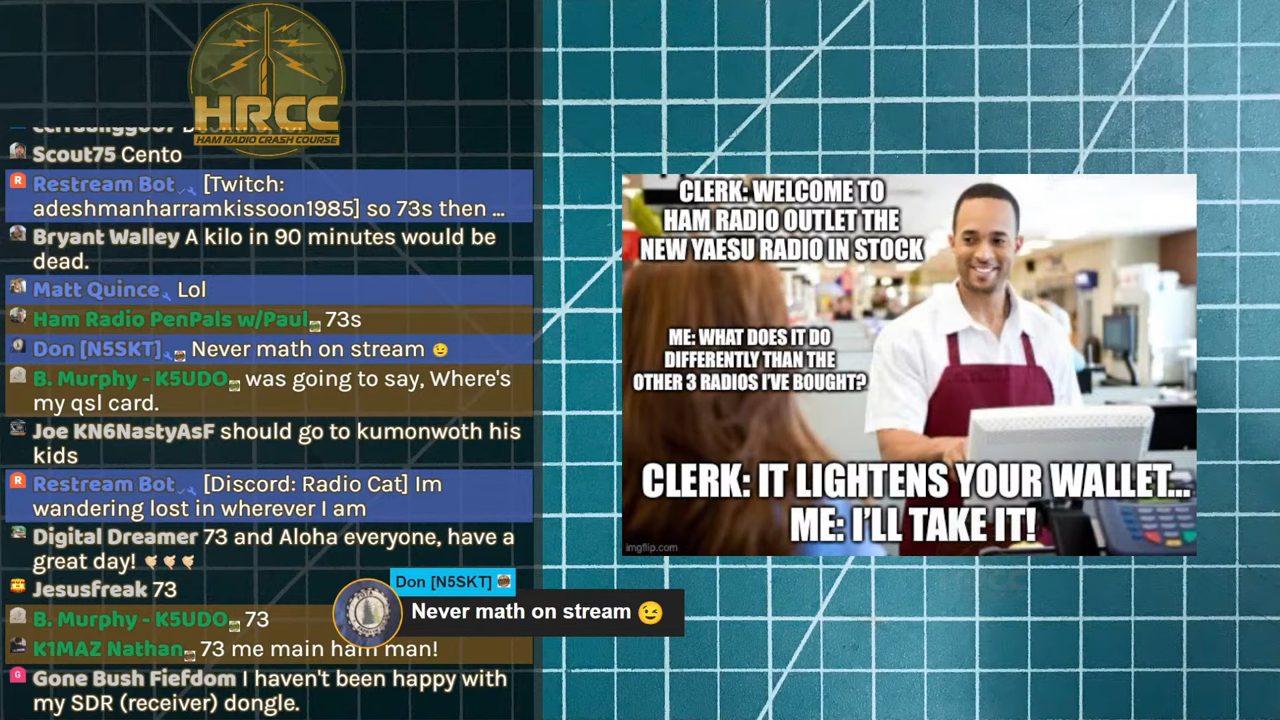 HRCC
HAM RADIO CRASH COURSE
Scout75 Cento
Restream Bot [Twitch:
adeshmanharramkissoon1985] so 73s then ...
Bryant Walley A kilo in 90 minutes would be
dead.
Matt Quince Lol
Ham Radio PenPals w/Paul 73s
Don [N5SKT] Never math on stream 😉
B. Murphy - K5UDO was going to say, Where's
my qsl card.
Joe KN6NastyAsF should go to kumonwoth his
kids
Restream Bot [Discord: Radio Cat] Im
wandering lost in wherever I am
Digital Dreamer 73 and Aloha everyone, have a
great day!
Jesusfreak 73
B. Murphy - K5UDO 73
K1MAZ Nathan 73 me main ham man!
Gone Bush Fiefdom I haven't been happy with
my SDR (receiver) dongle.
Don [N5SKT]
Never math on stream 😉
CLERK: WELCOME TO
HAM RADIO OUTLET THE
NEW YAESU RADIO IN STOCK
ME: WHAT DOES IT DO
DIFFERENTLY THAN THE
OTHER 3 RADIOS I'VE BOUGHT?
CLERK: IT LIGHTENS YOUR WALLET...
ME: I'LL TAKE IT!
imgflip.com